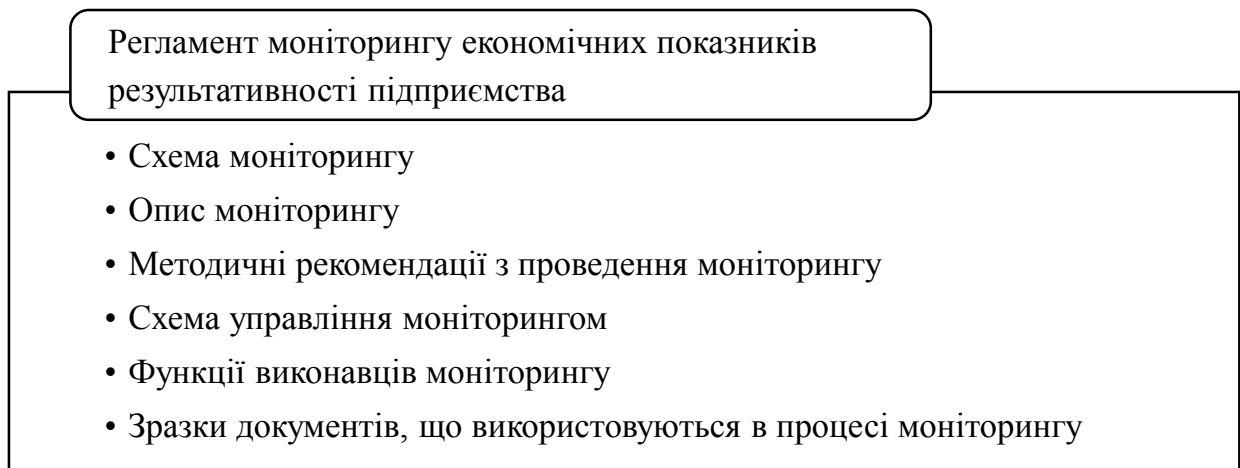 Регламент моніторингу економічних показників
результативності підприємства
• Схема моніторингу
• Опис моніторингу
• Методичні рекомендації з проведення моніторингу
• Схема управління моніторингом
• Функції виконавців моніторингу
• Зразки документів, що використовуються в процесі моніторингу